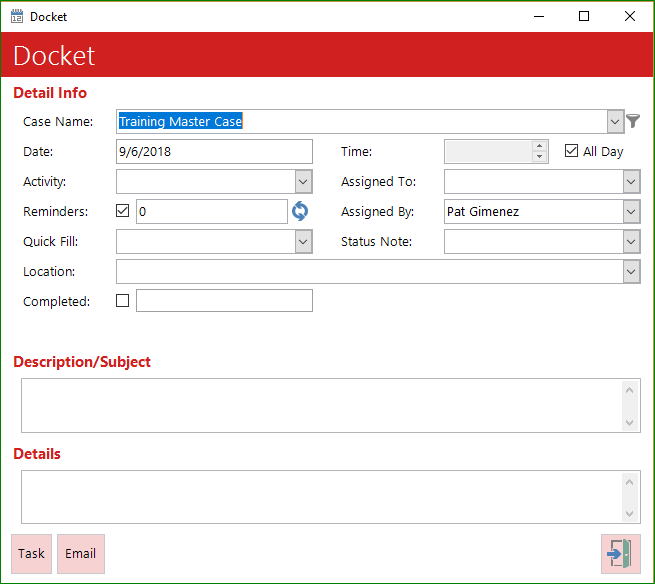 Docket
Docket
Detail Info
Case Name: Training Master Case
Date: 9/6/2018 Time: All Day
Activity: Assigned To:
Reminders: 0 Assigned By: Pat Gimenez
Quick Fill: Status Note:
Location:
Completed:
Description/Subject
Details
Task Email